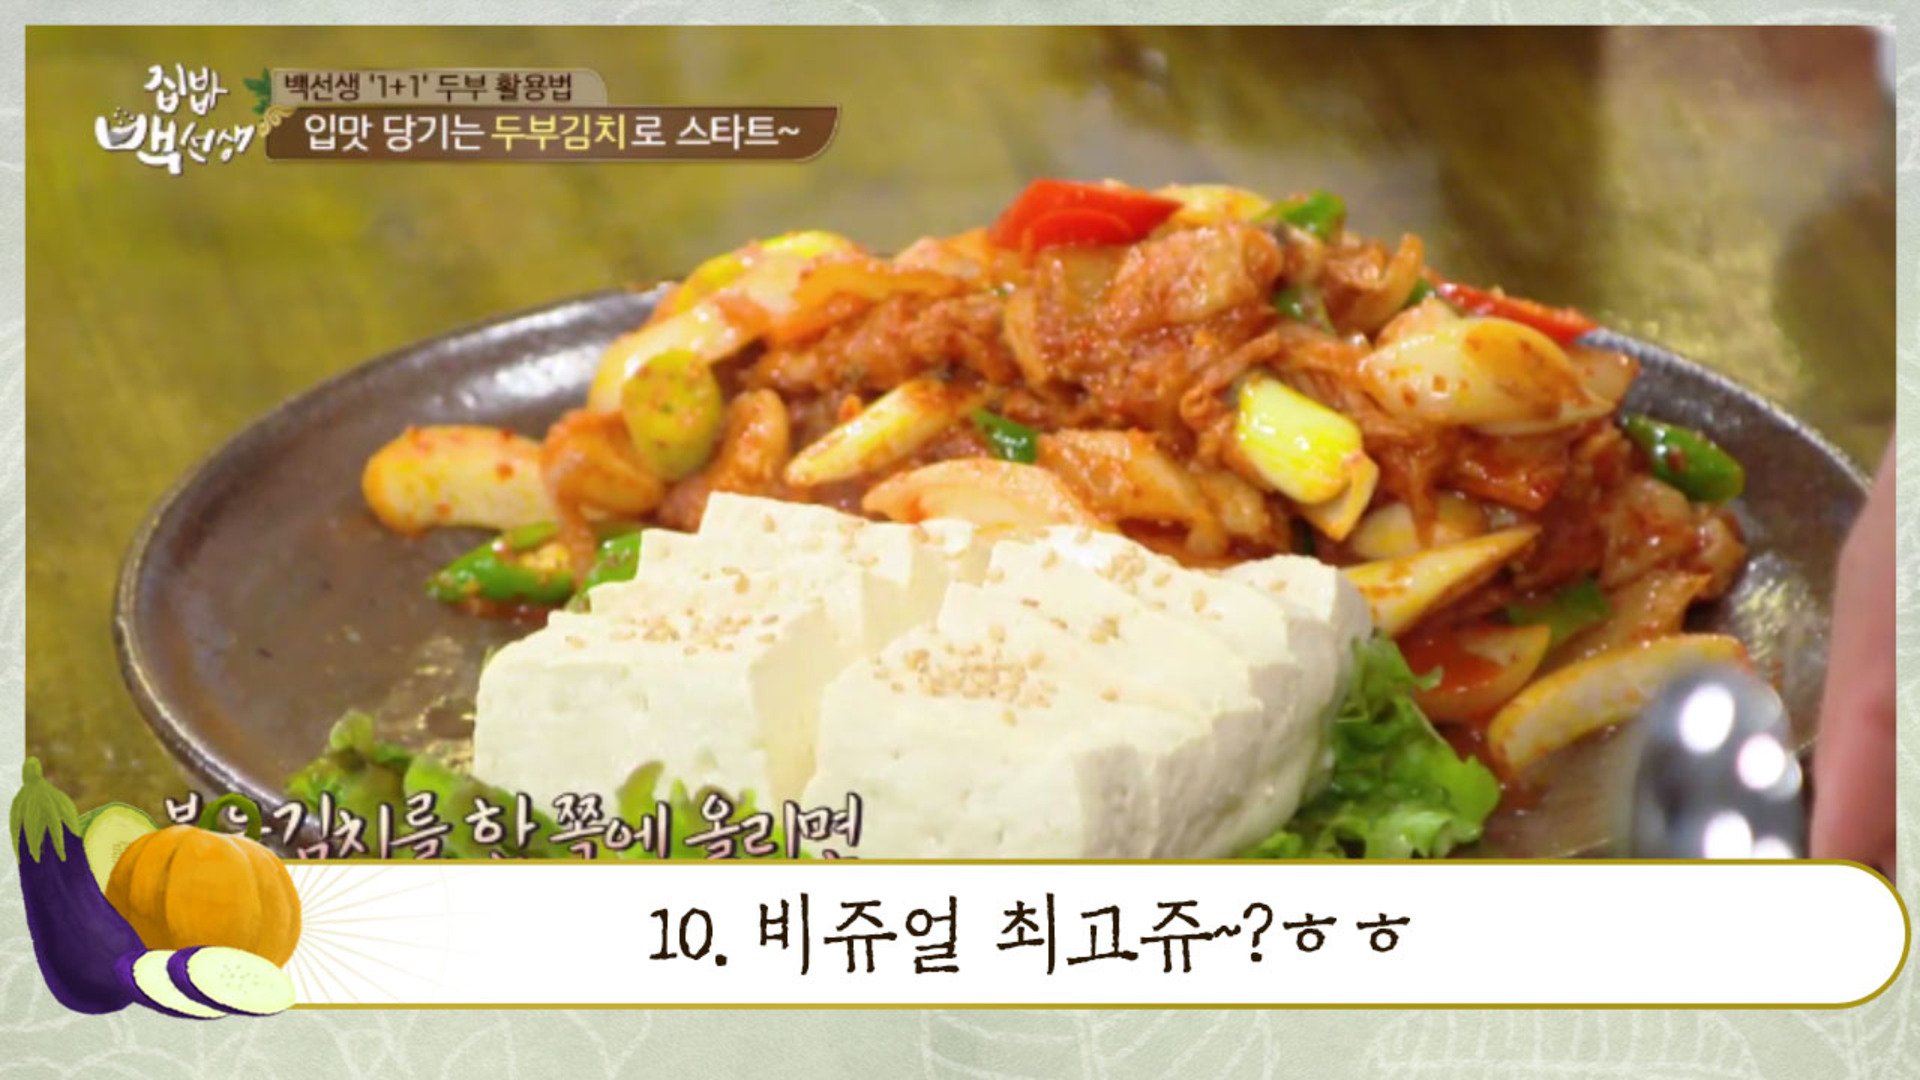 집밥
백선생
백선생 '1+1' 두부 활용법
입맛 당기는 두부김치로 스타트~
김치를 한 쪽에 올리면
10. 비쥬얼 최고쥬~?ㅎㅎ